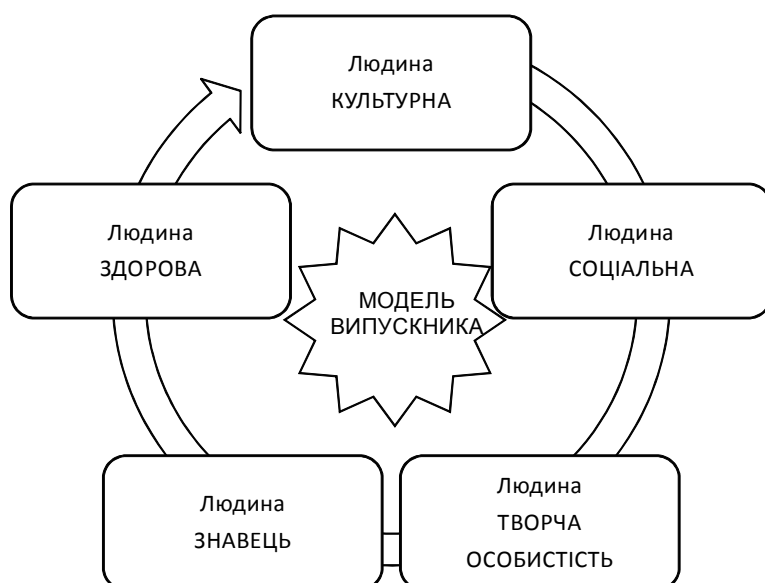 Людина
КУЛЬТУРНА
Людина
СОЦІАЛЬНА
Людина
ТВОРЧА
ОСОБИСТІСТЬ
Людина
ЗНАВЕЦЬ
Людина
ЗДОРОВА
МОДЕЛЬ
ВИПУСКНИКА